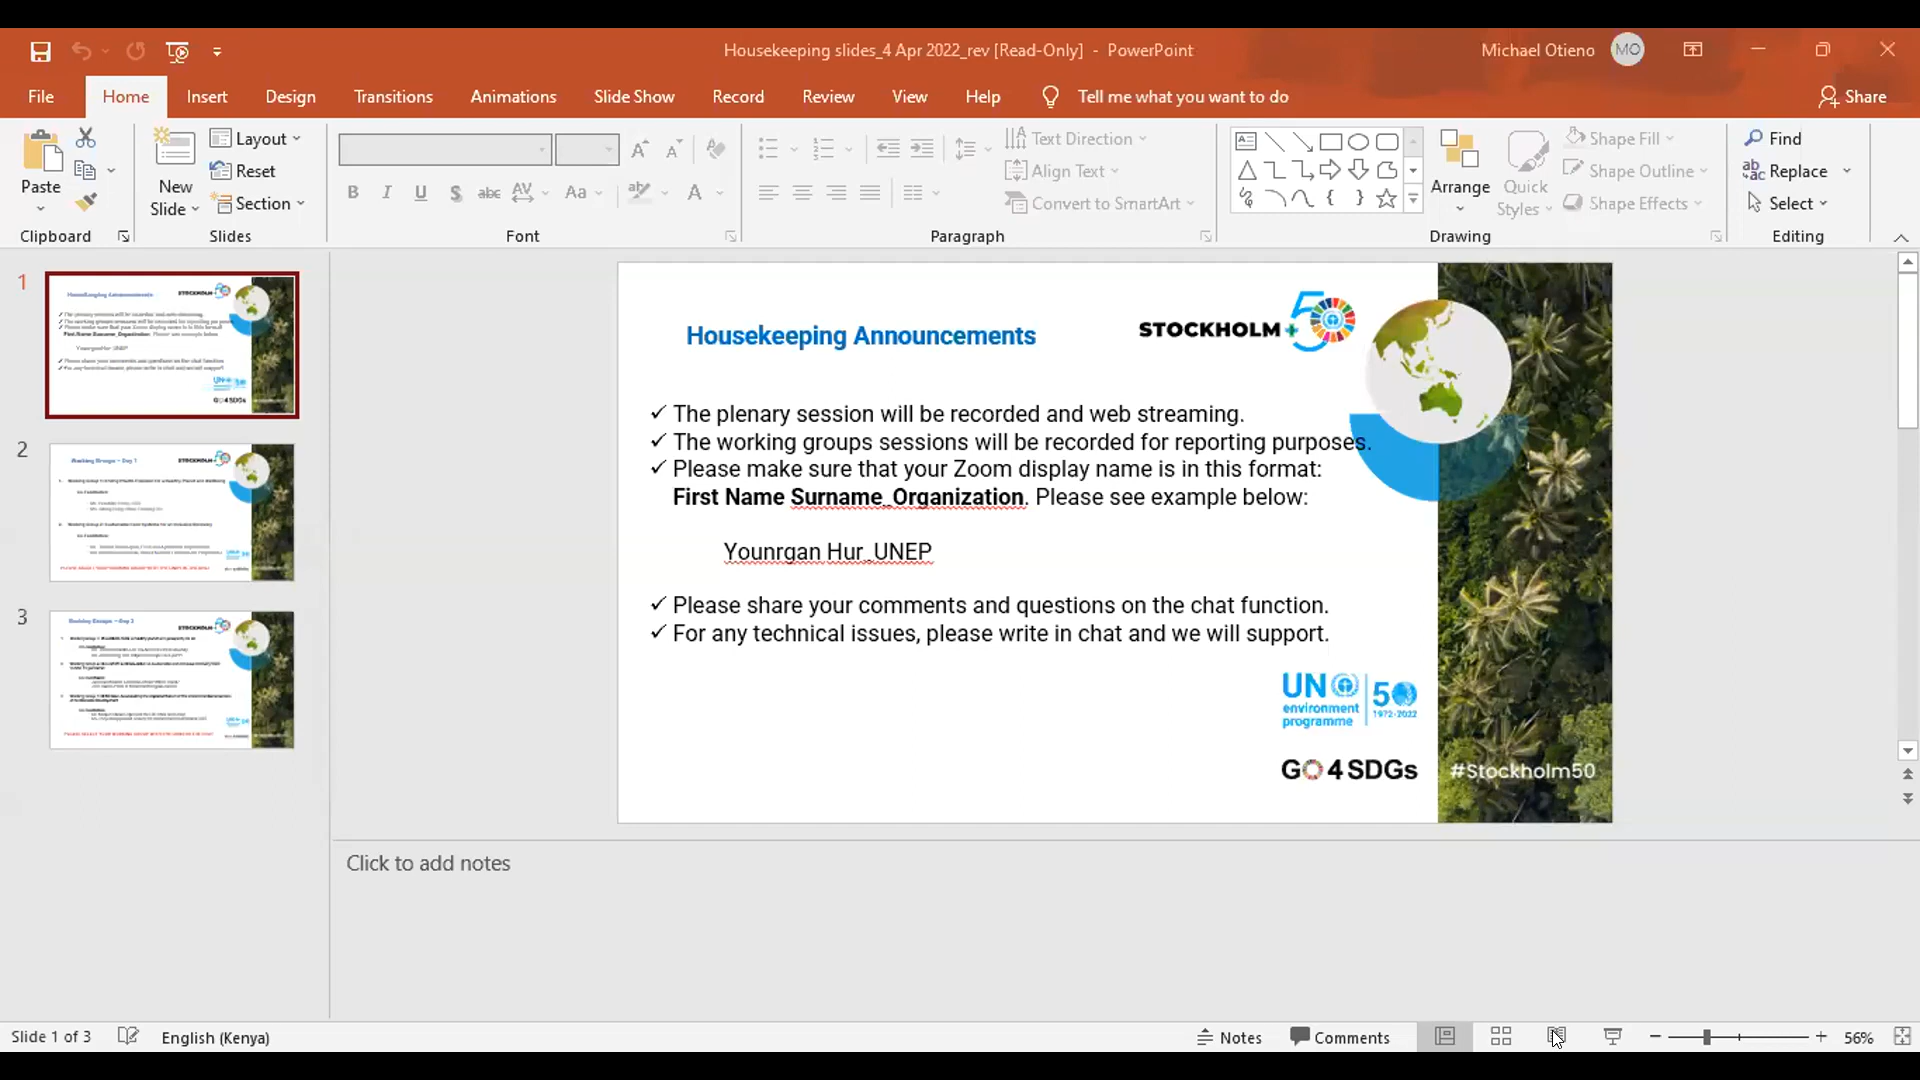 Housekeeping slides_4 Apr 2022_rev [Read-Only] - PowerPoint
Michael Otieno
MO
File
Home
Insert
Design
Transitions
Animations
Slide Show
Record
Review
View
Help
Tell me what you want to do
Share
Paste
New
Slide
Layout
Reset
Section
Text Direction
Align Text
Convert to SmartArt
Arrange
Quick
Styles
Shape Fill
Shape Outline
Shape Effects
Find
Replace
Select
Clipboard
Slides
Font
Paragraph
Drawing
Editing
1
2
3
Housekeeping Announcements
STOCKHOLM+50
✓ The plenary session will be recorded and web streaming.
✓ The working groups sessions will be recorded for reporting purposes.
✓ Please make sure that your Zoom display name is in this format:
First Name Surname_Organization. Please see example below:
Younrgan Hur_UNEP
✓ Please share your comments and questions on the chat function.
✓ For any technical issues, please write in chat and we will support.
UN
environment
programme
50
1972-2022
GO4SDGs
#Stockholm50
Click to add notes
Slide 1 of 3
English (Kenya)
Notes
Comments
56%